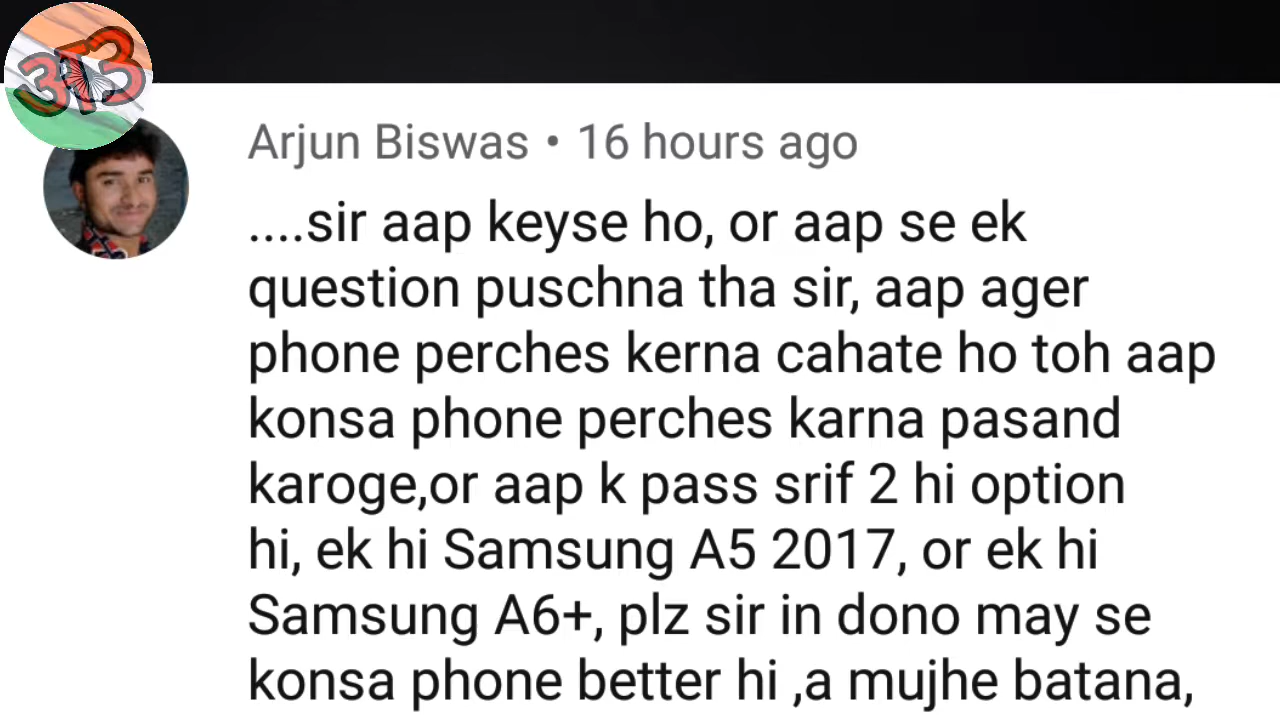 313
Arjun Biswas • 16 hours ago
....sir aap keyse ho, or aap se ek
question puschna tha sir, aap ager
phone perches kerna cahate ho toh aap
konsa phone perches karna pasand
karoge,or aap k pass srif 2 hi option
hi, ek hi Samsung A5 2017, or ek hi
Samsung A6+, plz sir in dono may se
konsa phone better hi ,a mujhe batana,